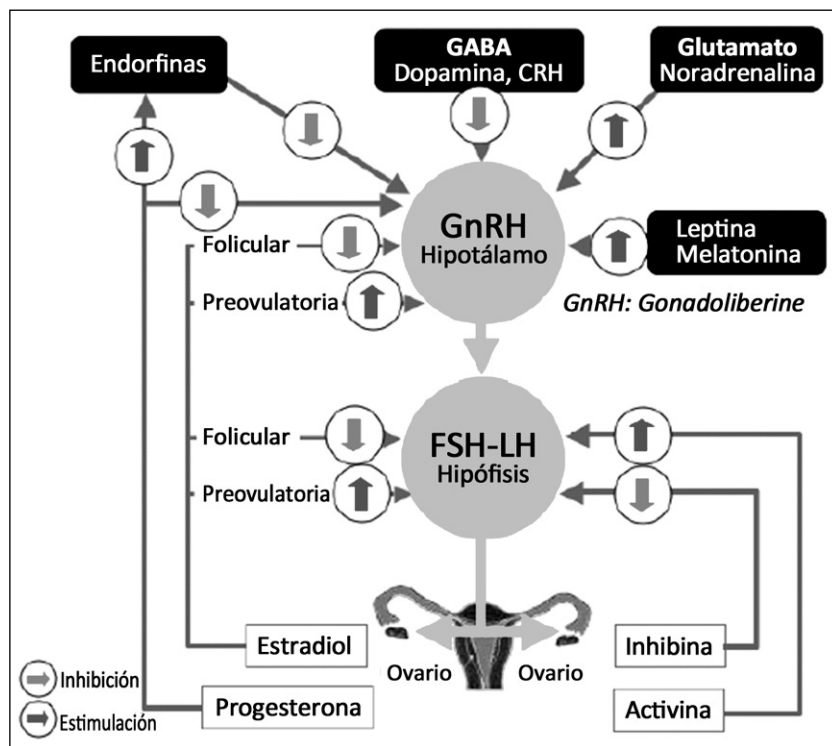 Endorfinas
GABA
Dopamina, CRH
Glutamato
Noradrenalina
GnRH
Hipotálamo
Folicular
Preovulatoria
Leptina
Melatonina
GnRH: Gonadoliberine
Folicular
Preovulatoria
FSH-LH
Hipófisis
Estradiol
Inhibina
Ovario
Ovario
Inhibición
Estimulación
Progesterona
Activina